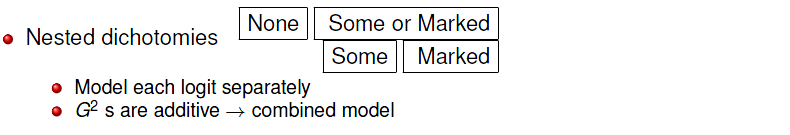 Nested dichotomies None Some or Marked
Some Marked
Model each logit separately
G² s are additive → combined model